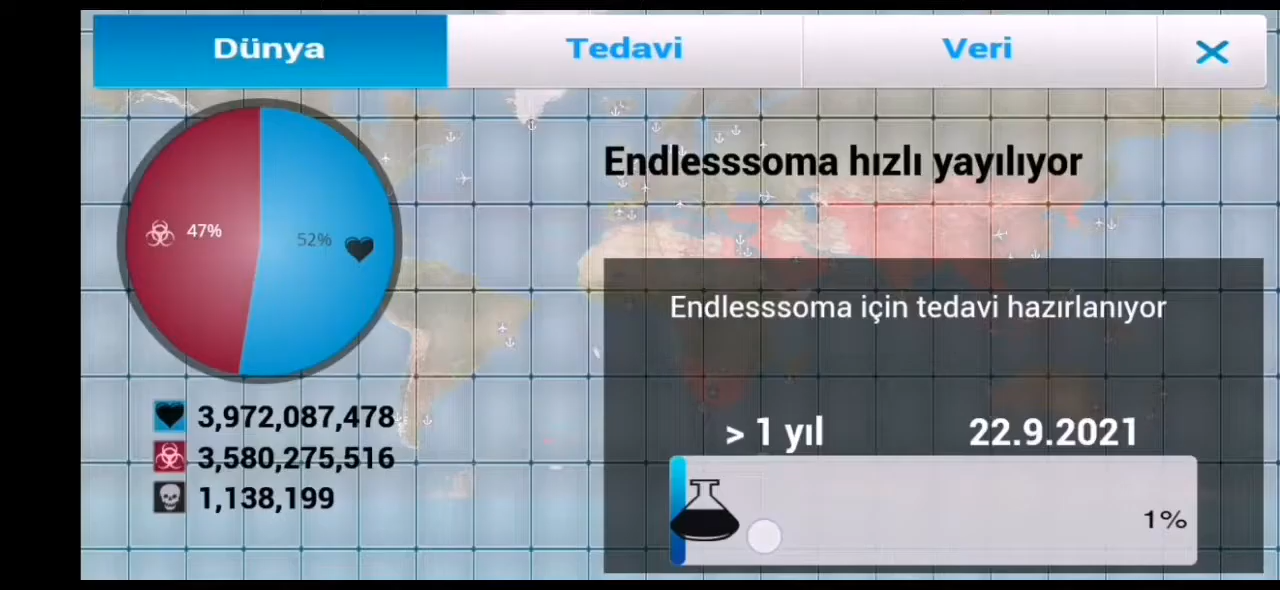 Dünya
Tedavi
Veri
47%
52%
3,972,087,478
3,580,275,516
1,138,199
Endlesssoma hızlı yayılıyor
Endlesssoma için tedavi hazırlanıyor
> 1 yıl
22.9.2021
1%